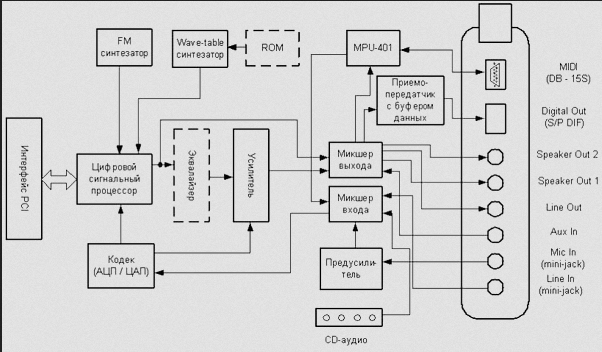 FM
синтезатор
Wave-table
синтезатор
ROM
MPU-401
MIDI
(DB - 15S)
Приемо-
передатчик
с буфером
данных
Digital Out
(S/P DIF)
Интерфейс PCI
Цифровой
сигнальный
процессор
Эквалайзер
Усилитель
Микшер
выхода
Speaker Out 2
Speaker Out 1
Микшер
входа
Line Out
Aux In
Кодек
(АЦП / ЦАП)
Предусили-
тель
Mic In
(mini-jack)
Line In
(mini-jack)
CD-аудио